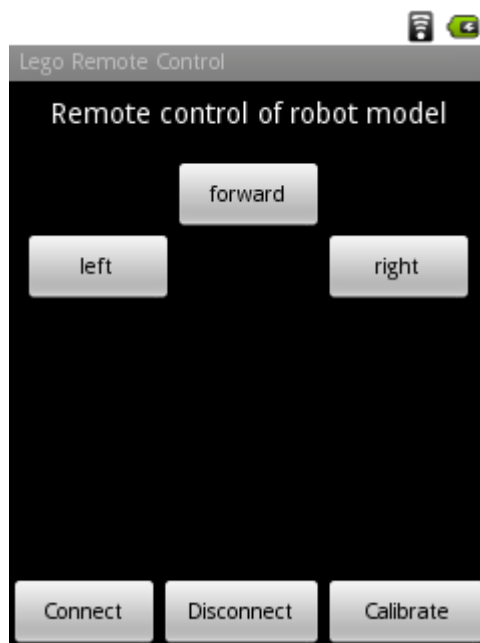 Lego Remote Control
Remote control of robot model
forward
left right
Connect Disconnect Calibrate